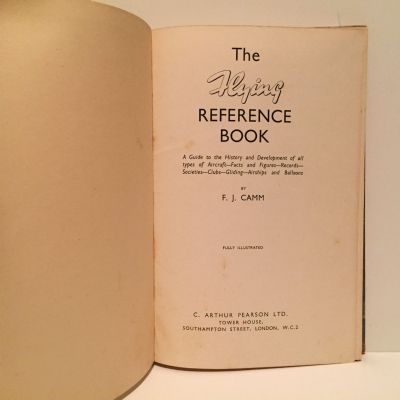 The
Flying
REFERENCE
BOOK
A Guide to the History and Development of all
types of Aircraft—Facts and Figures—Records—
Societies—Clubs—Gliding—Airships and Balloons
BY
F. J. CAMM
FULLY ILLUSTRATED
C. ARTHUR PEARSON LTD.
TOWER HOUSE,
SOUTHAMPTON STREET, LONDON, W.C.2